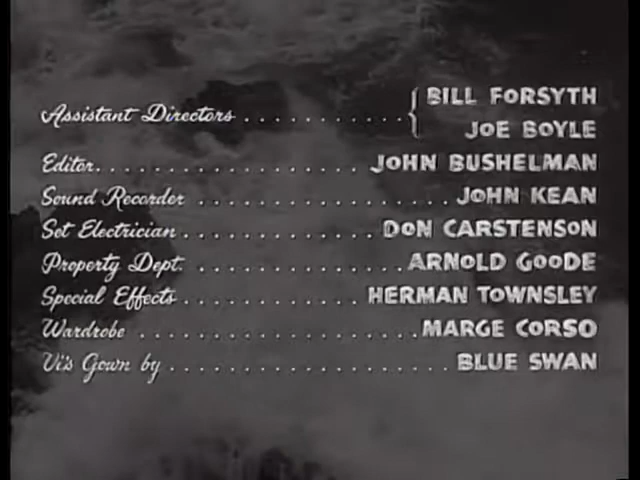 Assistant Directors . . . . . . . . . . . { BILL FORSYTH
JOE BOYLE
Editor. . . . . . . . . . . . . . . . . . JOHN BUSHELMAN
Sound Recorder . . . . . . . . . . . . . . . . . JOHN KEAN
Set Electrician . . . . . . . . . . . . . DON CARSTENSON
Property Dept. . . . . . . . . . . . . . . ARNOLD GOODE
Special Effects . . . . . . . . . . . . HERMAN TOWNSLEY
Wardrobe . . . . . . . . . . . . . . . . . . . MARGE CORSO
Vi's Gown by . . . . . . . . . . . . . . . . . . . BLUE SWAN